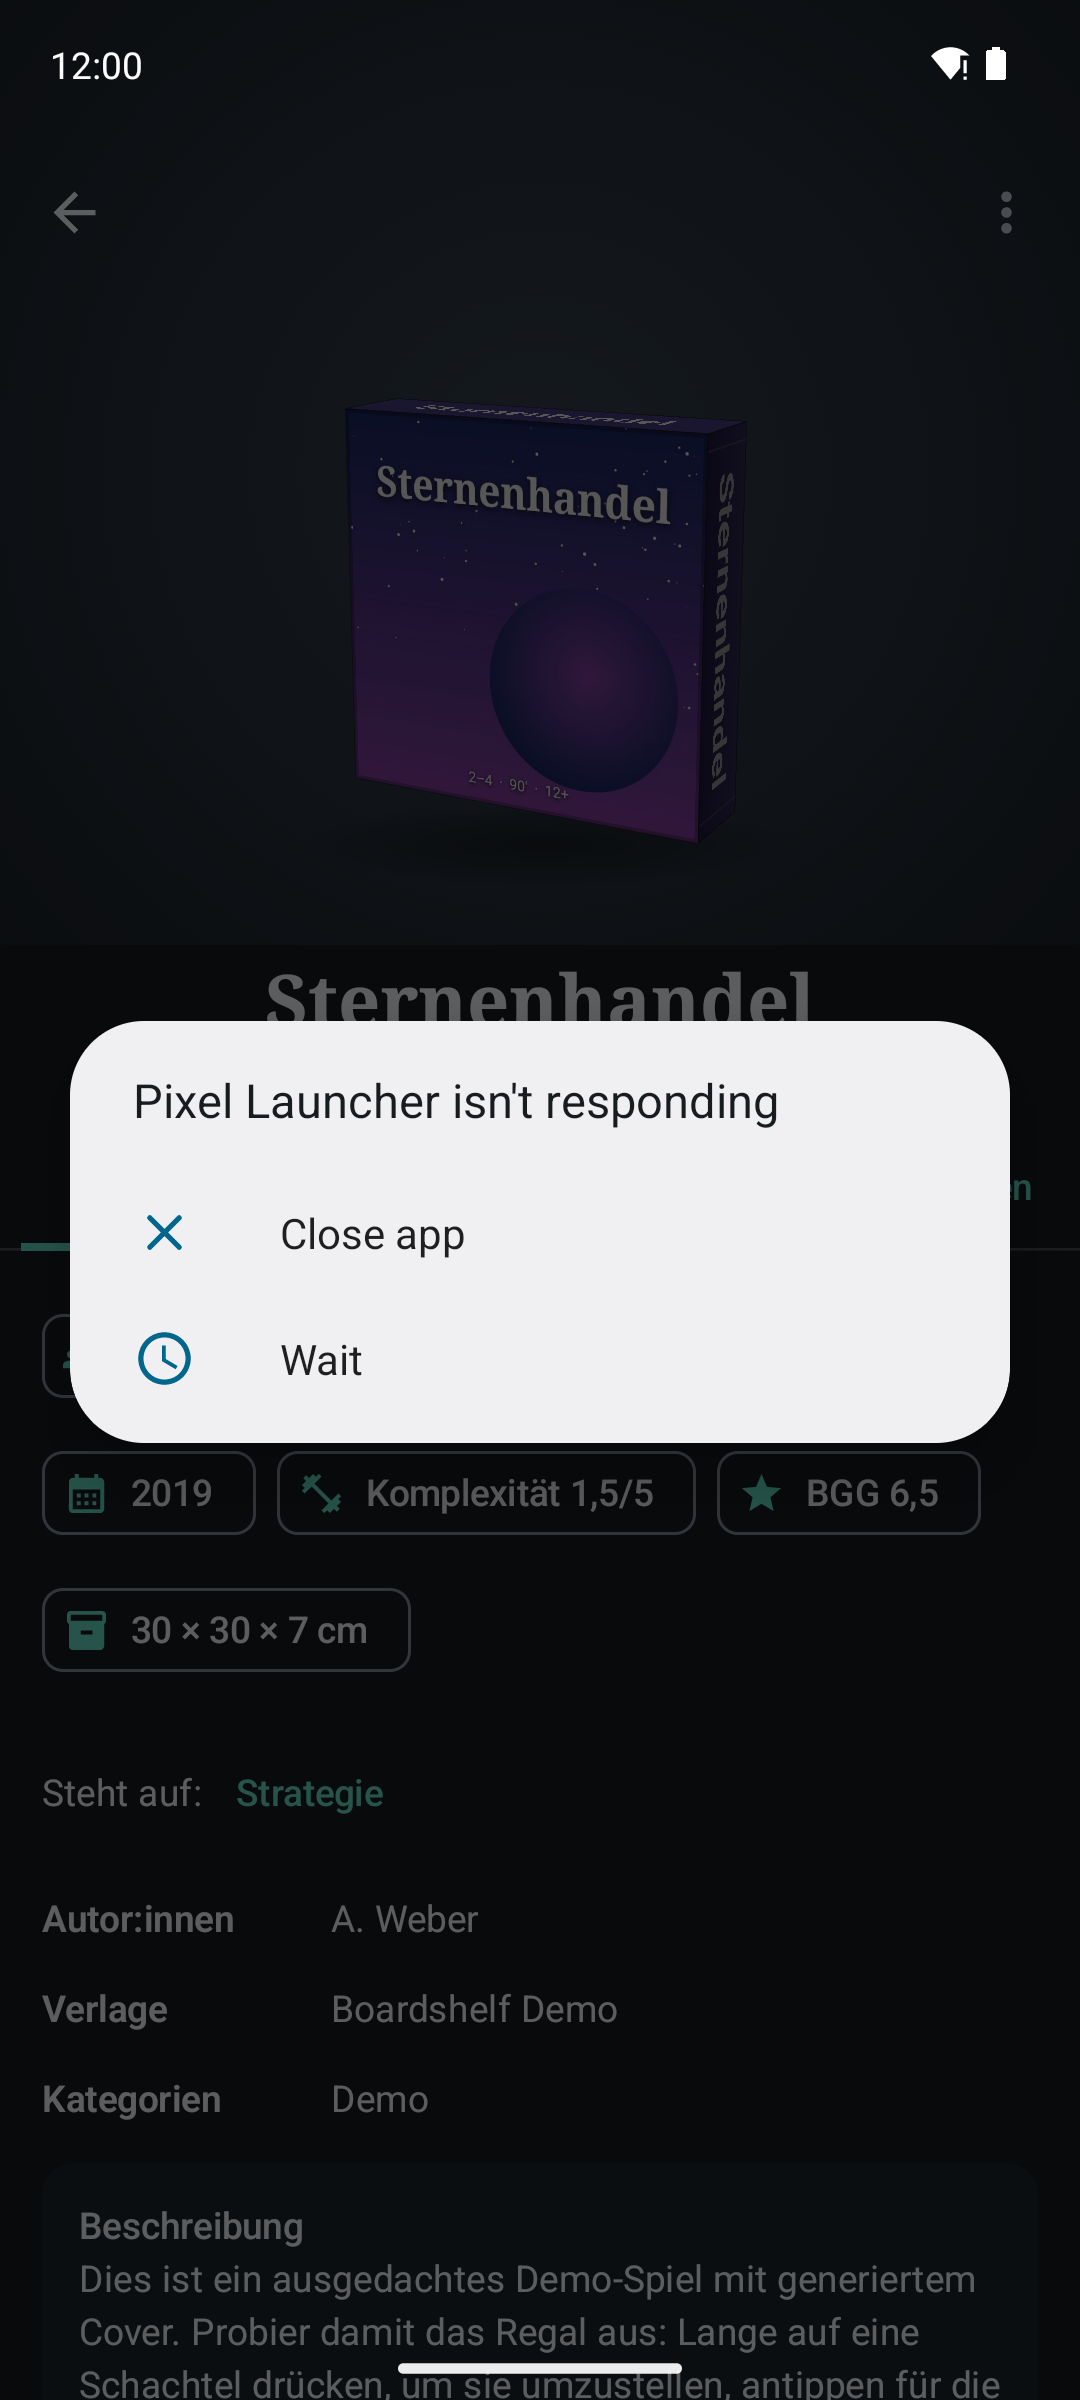 12:00
Sternenhandel
Sternenhandel
Sternenhandel
2–4 · 90' · 12+
Sternenhandel
Pixel Launcher isn't responding
en
Close app
Wait
2019
Komplexität 1,5/5
BGG 6,5
30 × 30 × 7 cm
Steht auf: Strategie
Autor:innen A. Weber
Verlage Boardshelf Demo
Kategorien Demo
Beschreibung
Dies ist ein ausgedachtes Demo-Spiel mit generiertem
Cover. Probier damit das Regal aus: Lange auf eine
Schachtel drücken, um sie umzustellen, antippen für die